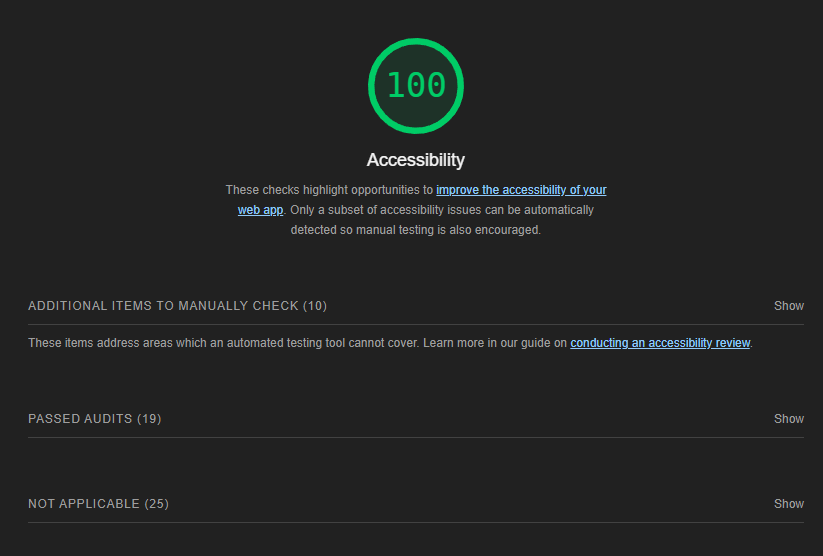 100
Accessibility
These checks highlight opportunities to improve the accessibility of your
web app. Only a subset of accessibility issues can be automatically
detected so manual testing is also encouraged.
ADDITIONAL ITEMS TO MANUALLY CHECK (10) Show
These items address areas which an automated testing tool cannot cover. Learn more in our guide on conducting an accessibility review.
PASSED AUDITS (19) Show
NOT APPLICABLE (25) Show